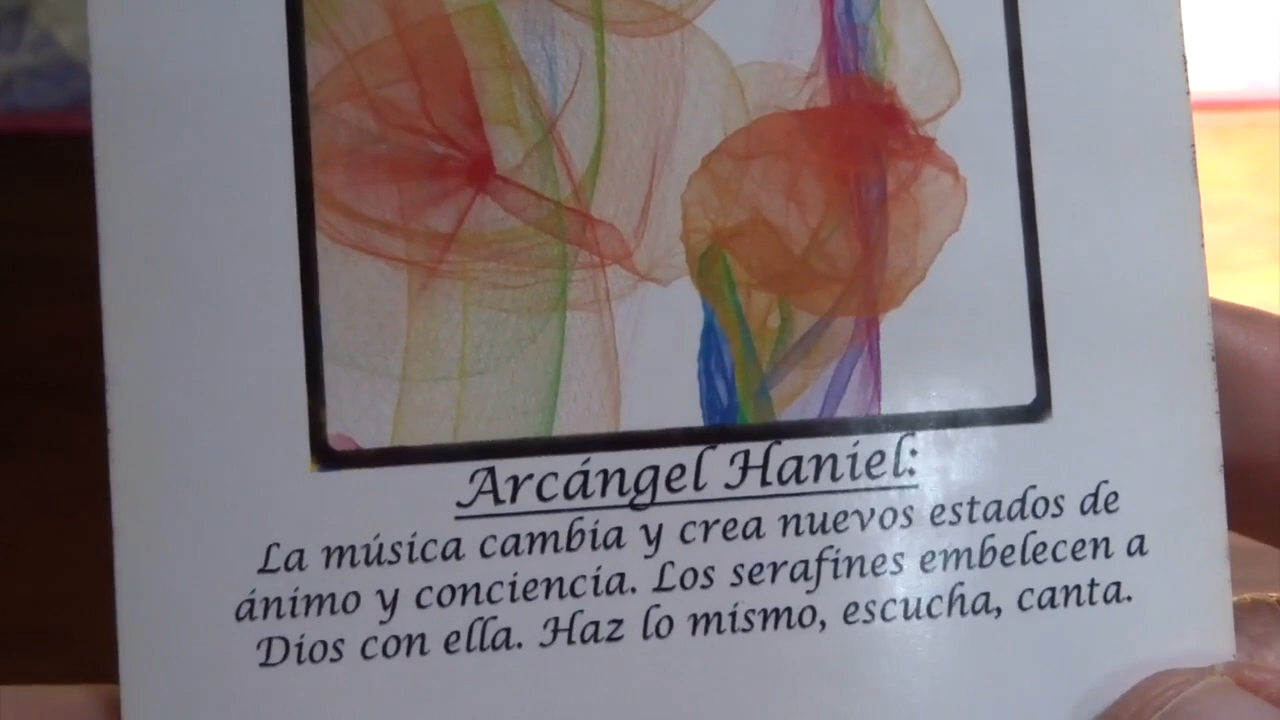 Arcángel Haniel:
La música cambia y crea nuevos estados de
ánimo y conciencia. Los serafines embelecen a
Dios con ella. Haz lo mismo, escucha, canta.